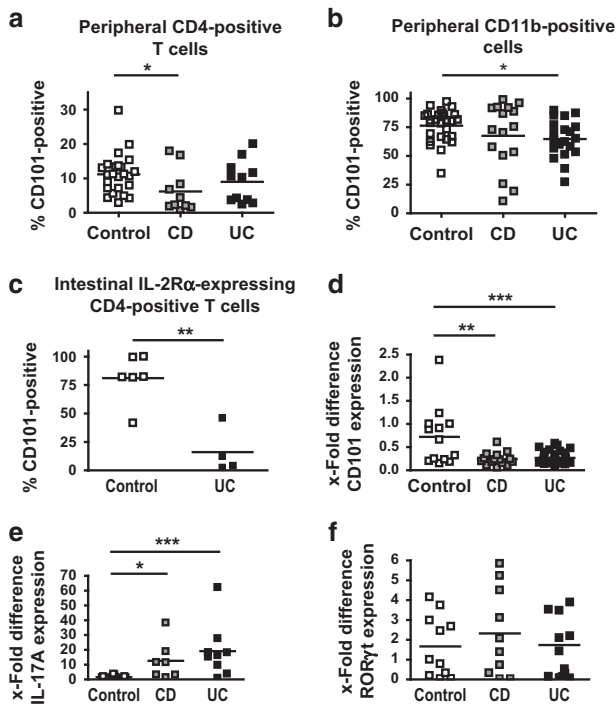 a
Peripheral CD4-positive
T cells
*
% CD101-positive
30
20
10
0
Control
CD
UC
b
Peripheral CD11b-positive
cells
*
% CD101-positive
100
75
50
25
0
Control
CD
UC
c
Intestinal IL-2Rα-expressing
CD4-positive T cells
**
% CD101-positive
100
75
50
25
0
Control
UC
d
***
**
x-Fold difference
CD101 expression
2.5
2.0
1.5
1.0
0.5
0.0
Control
CD
UC
e
***
*
x-Fold difference
IL-17A expression
70
60
50
40
30
20
10
0
Control
CD
UC
f
x-Fold difference
RORγt expression
6
5
4
3
2
1
0
Control
CD
UC